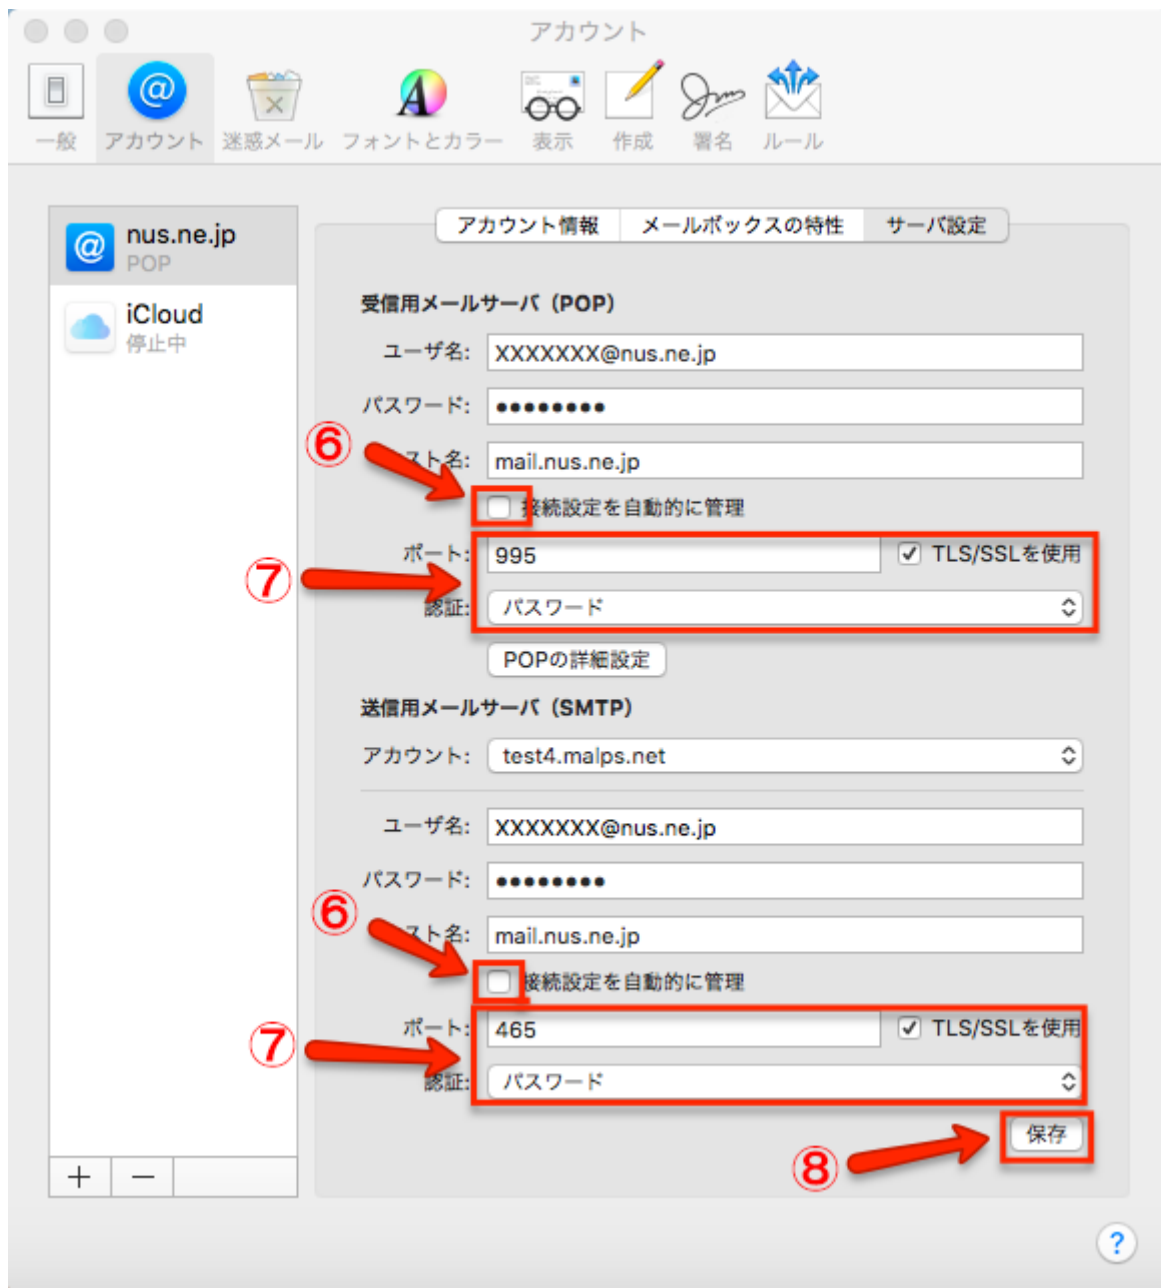 アカウント
一般 アカウント 迷惑メール フォントとカラー 表示 作成 署名 ルール
nus.ne.jp
POP
iCloud
停止中
アカウント情報 メールボックスの特性 サーバ設定
受信用メールサーバ（POP）
ユーザ名: XXXXXXX@nus.ne.jp
パスワード: ●●●●●●●●
⑥
スト名: mail.nus.ne.jp
接続設定を自動的に管理
ポート: 995 TLS/SSLを使用
⑦
認証: パスワード
POPの詳細設定
送信用メールサーバ（SMTP）
アカウント: test4.malps.net
ユーザ名: XXXXXXX@nus.ne.jp
パスワード: ●●●●●●●●
⑥
スト名: mail.nus.ne.jp
接続設定を自動的に管理
ポート: 465 TLS/SSLを使用
⑦
認証: パスワード
保存
⑧
+ −
?